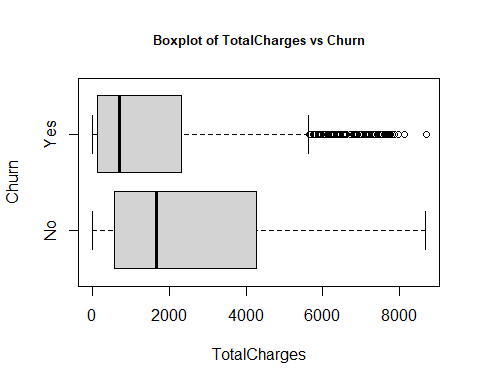 Boxplot of TotalCharges vs Churn
Churn
Yes
No
0 2000 4000 6000 8000
TotalCharges